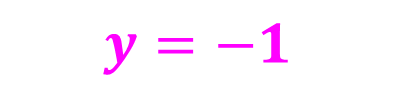 y = −1